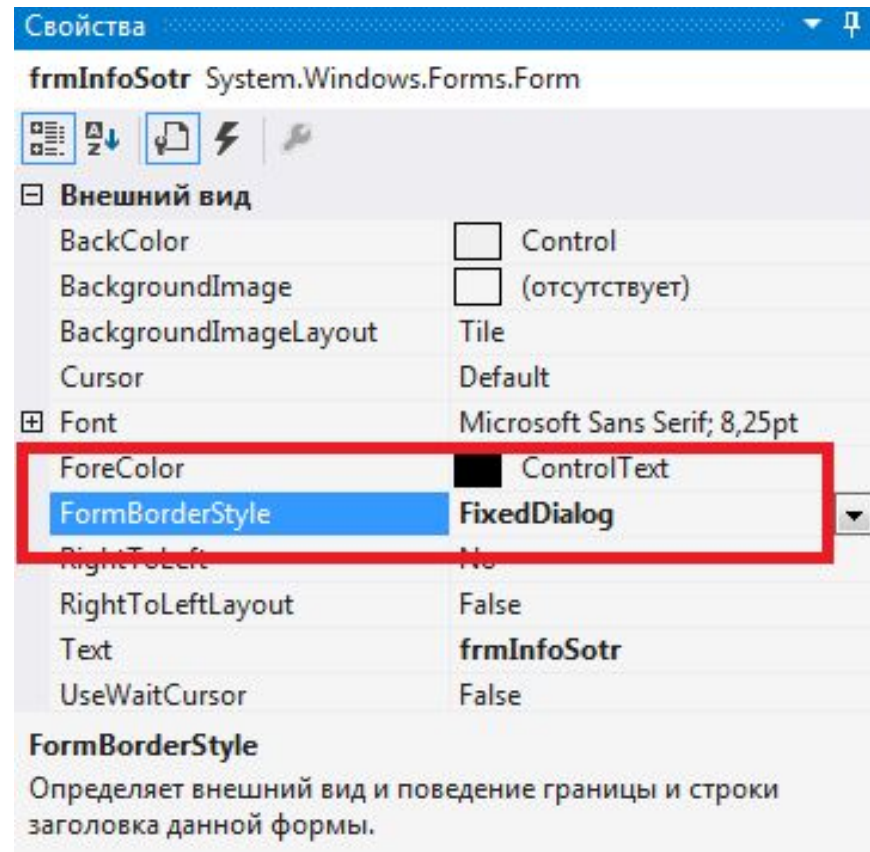 Свойства
frmInfoSotr System.Windows.Forms.Form
Внешний вид
BackColor Control
BackgroundImage (отсутствует)
BackgroundImageLayout Tile
Cursor Default
Font Microsoft Sans Serif; 8,25pt
ForeColor ControlText
FormBorderStyle FixedDialog
RightToLeft No
RightToLeftLayout False
Text frmInfoSotr
UseWaitCursor False
FormBorderStyle
Определяет внешний вид и поведение границы и строки
заголовка данной формы.